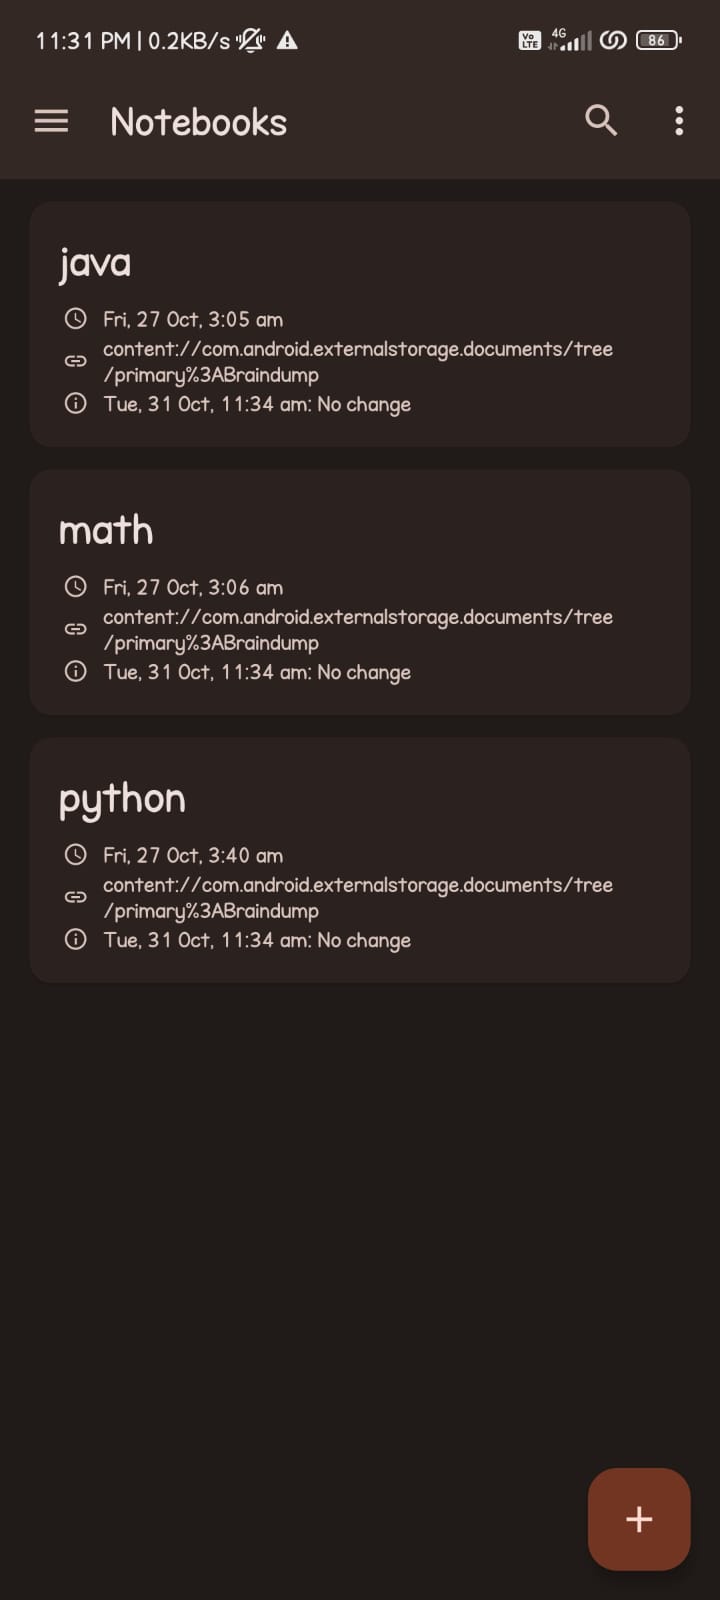 11:31 PM | 0.2KB/s
Vo LTE 4G 86
Notebooks
java
Fri, 27 Oct, 3:05 am
content://com.android.externalstorage.documents/tree
/primary%3ABraindump
Tue, 31 Oct, 11:34 am: No change
math
Fri, 27 Oct, 3:06 am
content://com.android.externalstorage.documents/tree
/primary%3ABraindump
Tue, 31 Oct, 11:34 am: No change
python
Fri, 27 Oct, 3:40 am
content://com.android.externalstorage.documents/tree
/primary%3ABraindump
Tue, 31 Oct, 11:34 am: No change